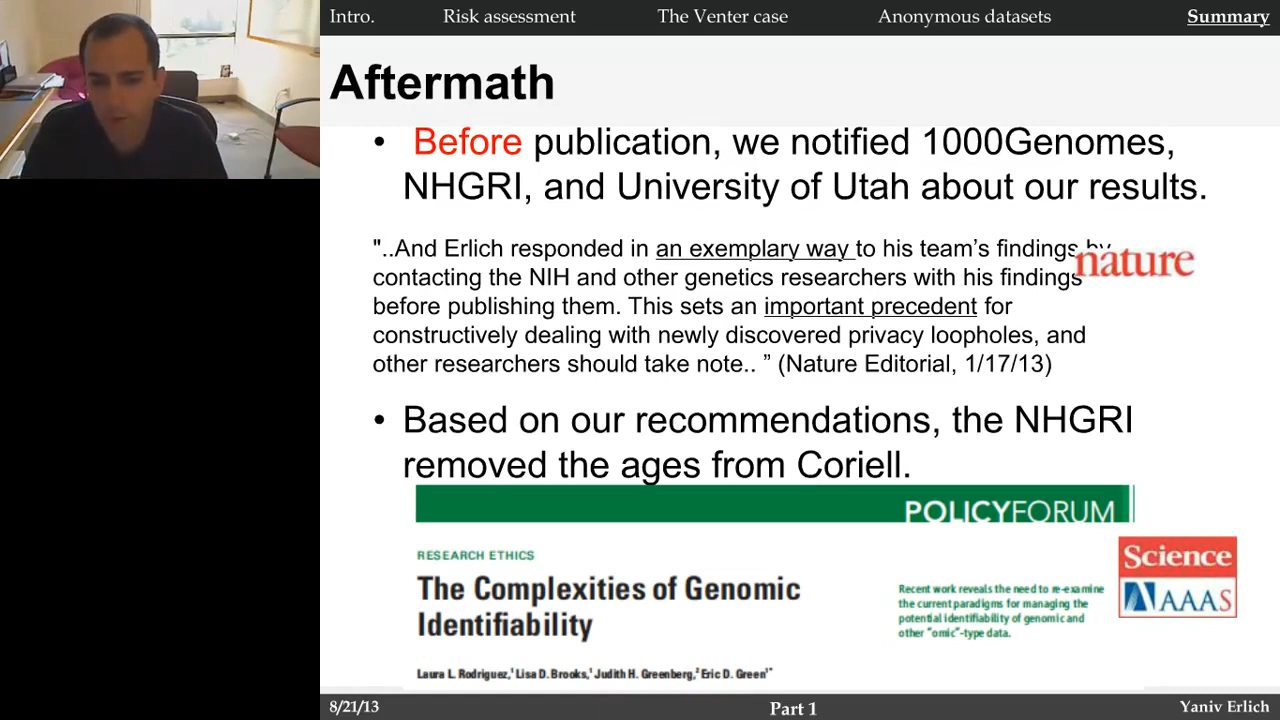 Intro. Risk assessment The Venter case Anonymous datasets Summary
Aftermath
• Before publication, we notified 1000Genomes,
NHGRI, and University of Utah about our results.
"..And Erlich responded in an exemplary way to his team's findings by
nature
contacting the NIH and other genetics researchers with his findings
before publishing them. This sets an important precedent for
constructively dealing with newly discovered privacy loopholes, and
other researchers should take note.. ” (Nature Editorial, 1/17/13)
• Based on our recommendations, the NHGRI
removed the ages from Coriell.
POLICYFORUM
RESEARCH ETHICS
The Complexities of Genomic
Identifiability
Recent work reveals the need to re-examine
the current paradigms for managing the
potential identifiability of genomic and
other "omic"-type data.
Science
AAAS
Laura L. Rodriguez,¹ Lisa D. Brooks,¹ Judith H. Greenberg,² Eric D. Green¹*
8/21/13 Part 1 Yaniv Erlich